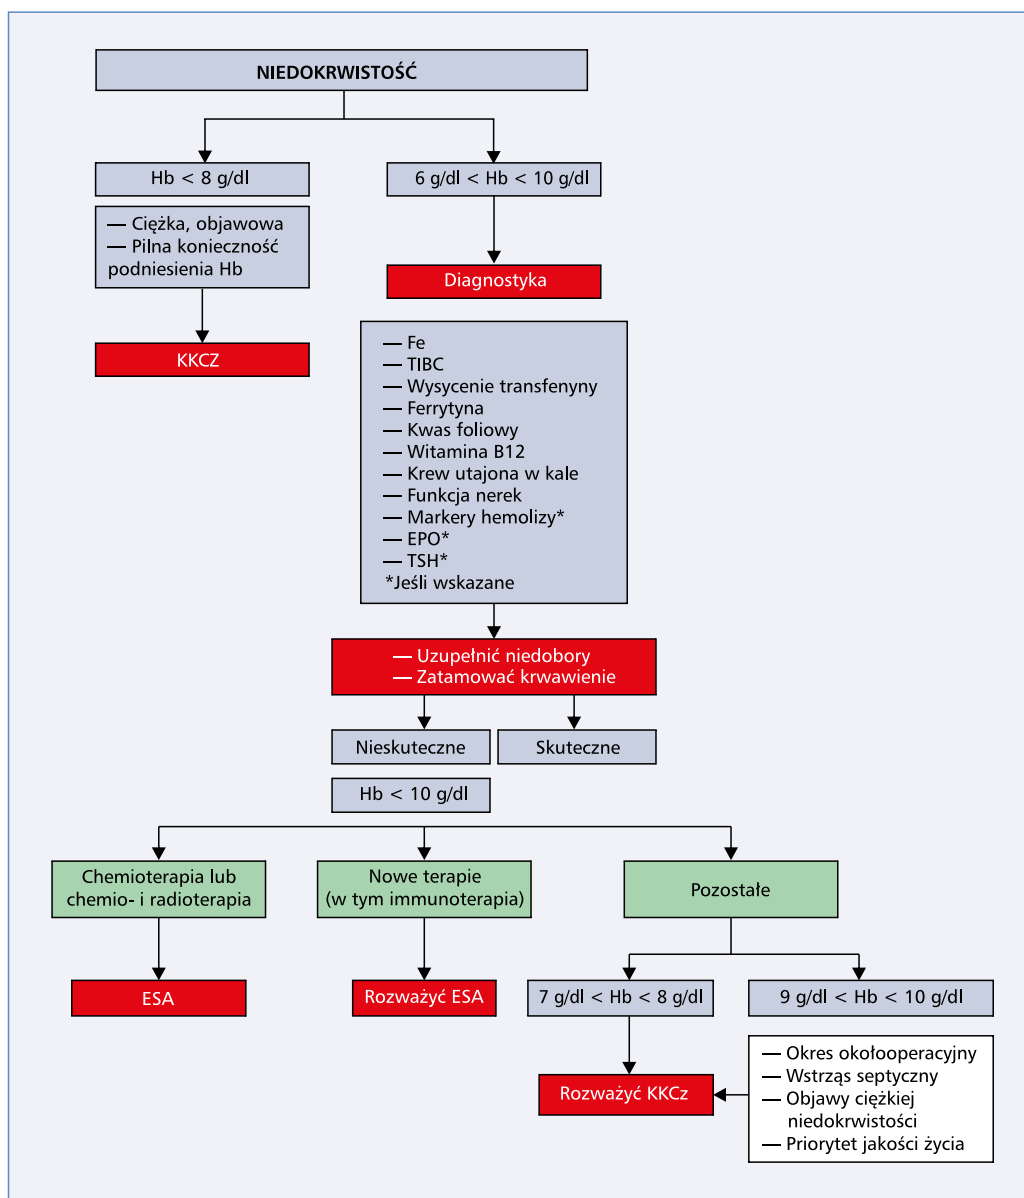 NIEDOKRWISTOŚĆ
Hb < 8 g/dl
6 g/dl < Hb < 10 g/dl
— Ciężka, objawowa
— Pilna konieczność
podniesienia Hb
Diagnostyka
KKCZ
— Fe
— TIBC
— Wysycenie transfenyny
— Ferrytyna
— Kwas foliowy
— Witamina B12
— Krew utajona w kale
— Funkcja nerek
— Markery hemolizy*
— EPO*
— TSH*
*Jeśli wskazane
— Uzupełnić niedobory
— Zatamować krwawienie
Nieskuteczne
Skuteczne
Hb < 10 g/dl
Chemioterapia lub
chemio- i radioterapia
Nowe terapie
(w tym immunoterapia)
Pozostałe
ESA
Rozważyć ESA
7 g/dl < Hb < 8 g/dl
9 g/dl < Hb < 10 g/dl
Rozważyć KKCz
— Okres okołooperacyjny
— Wstrząs septyczny
— Objawy ciężkiej
niedokrwistości
— Priorytet jakości życia